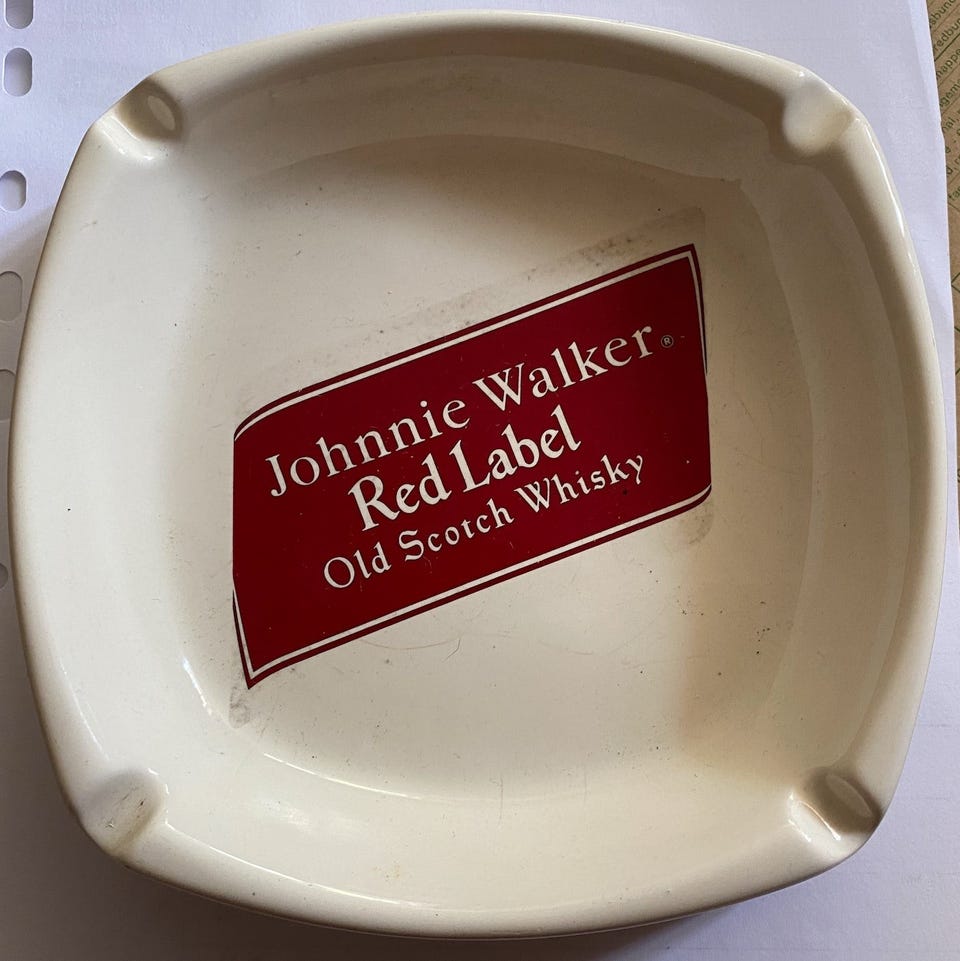 Johnnie Walker®
Red Label
Old Scotch Whisky